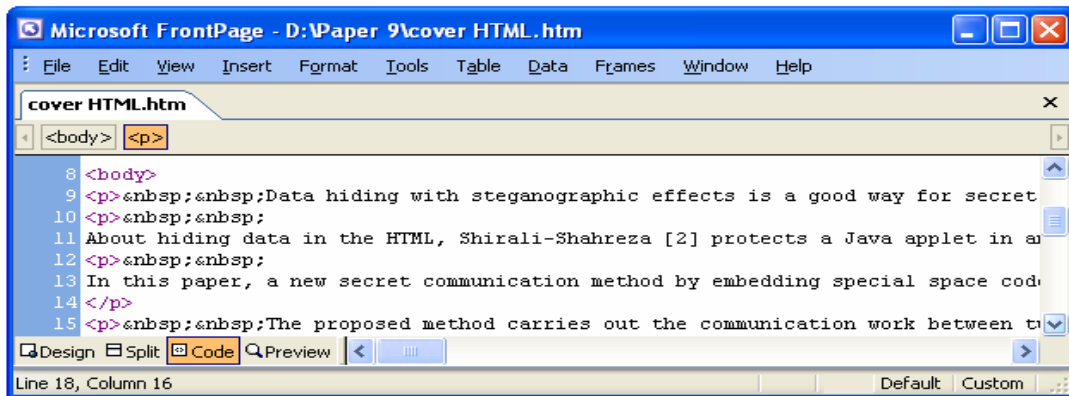 Microsoft FrontPage - D:\Paper 9\cover HTML.htm
File Edit View Insert Format Tools Table Data Frames Window Help
cover HTML.htm
<body> <p>
8 <body>
9 <p>&nbsp;&nbsp;Data hiding with steganographic effects is a good way for secret
10 <p>&nbsp;&nbsp;
11 About hiding data in the HTML, Shirali-Shahreza [2] protects a Java applet in
12 <p>&nbsp;&nbsp;
13 In this paper, a new secret communication method by embedding special space
14 </p>
15 <p>&nbsp;&nbsp;The proposed method carries out the communication work between
Design Split Code Preview
Line 18, Column 16 Default Custom